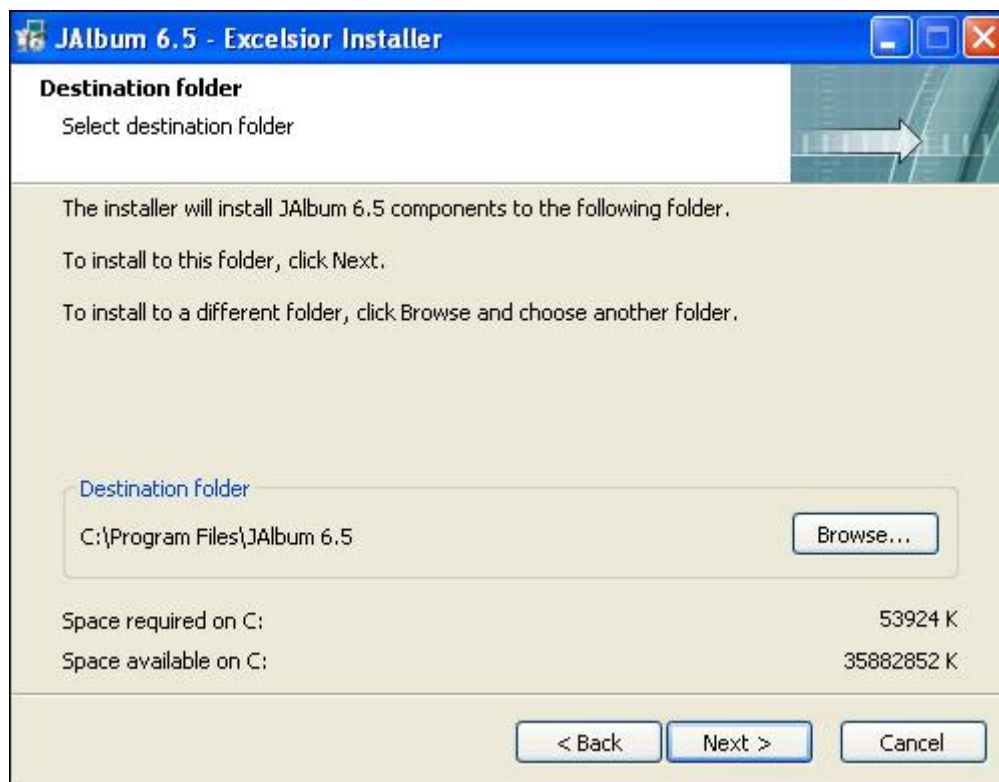 JAlbum 6.5 - Excelsior Installer
Destination folder
Select destination folder
The installer will install JAlbum 6.5 components to the following folder.
To install to this folder, click Next.
To install to a different folder, click Browse and choose another folder.
Destination folder
C:\Program Files\JAlbum 6.5
Browse...
Space required on C: 53924 K
Space available on C: 35882852 K
< Back Next > Cancel